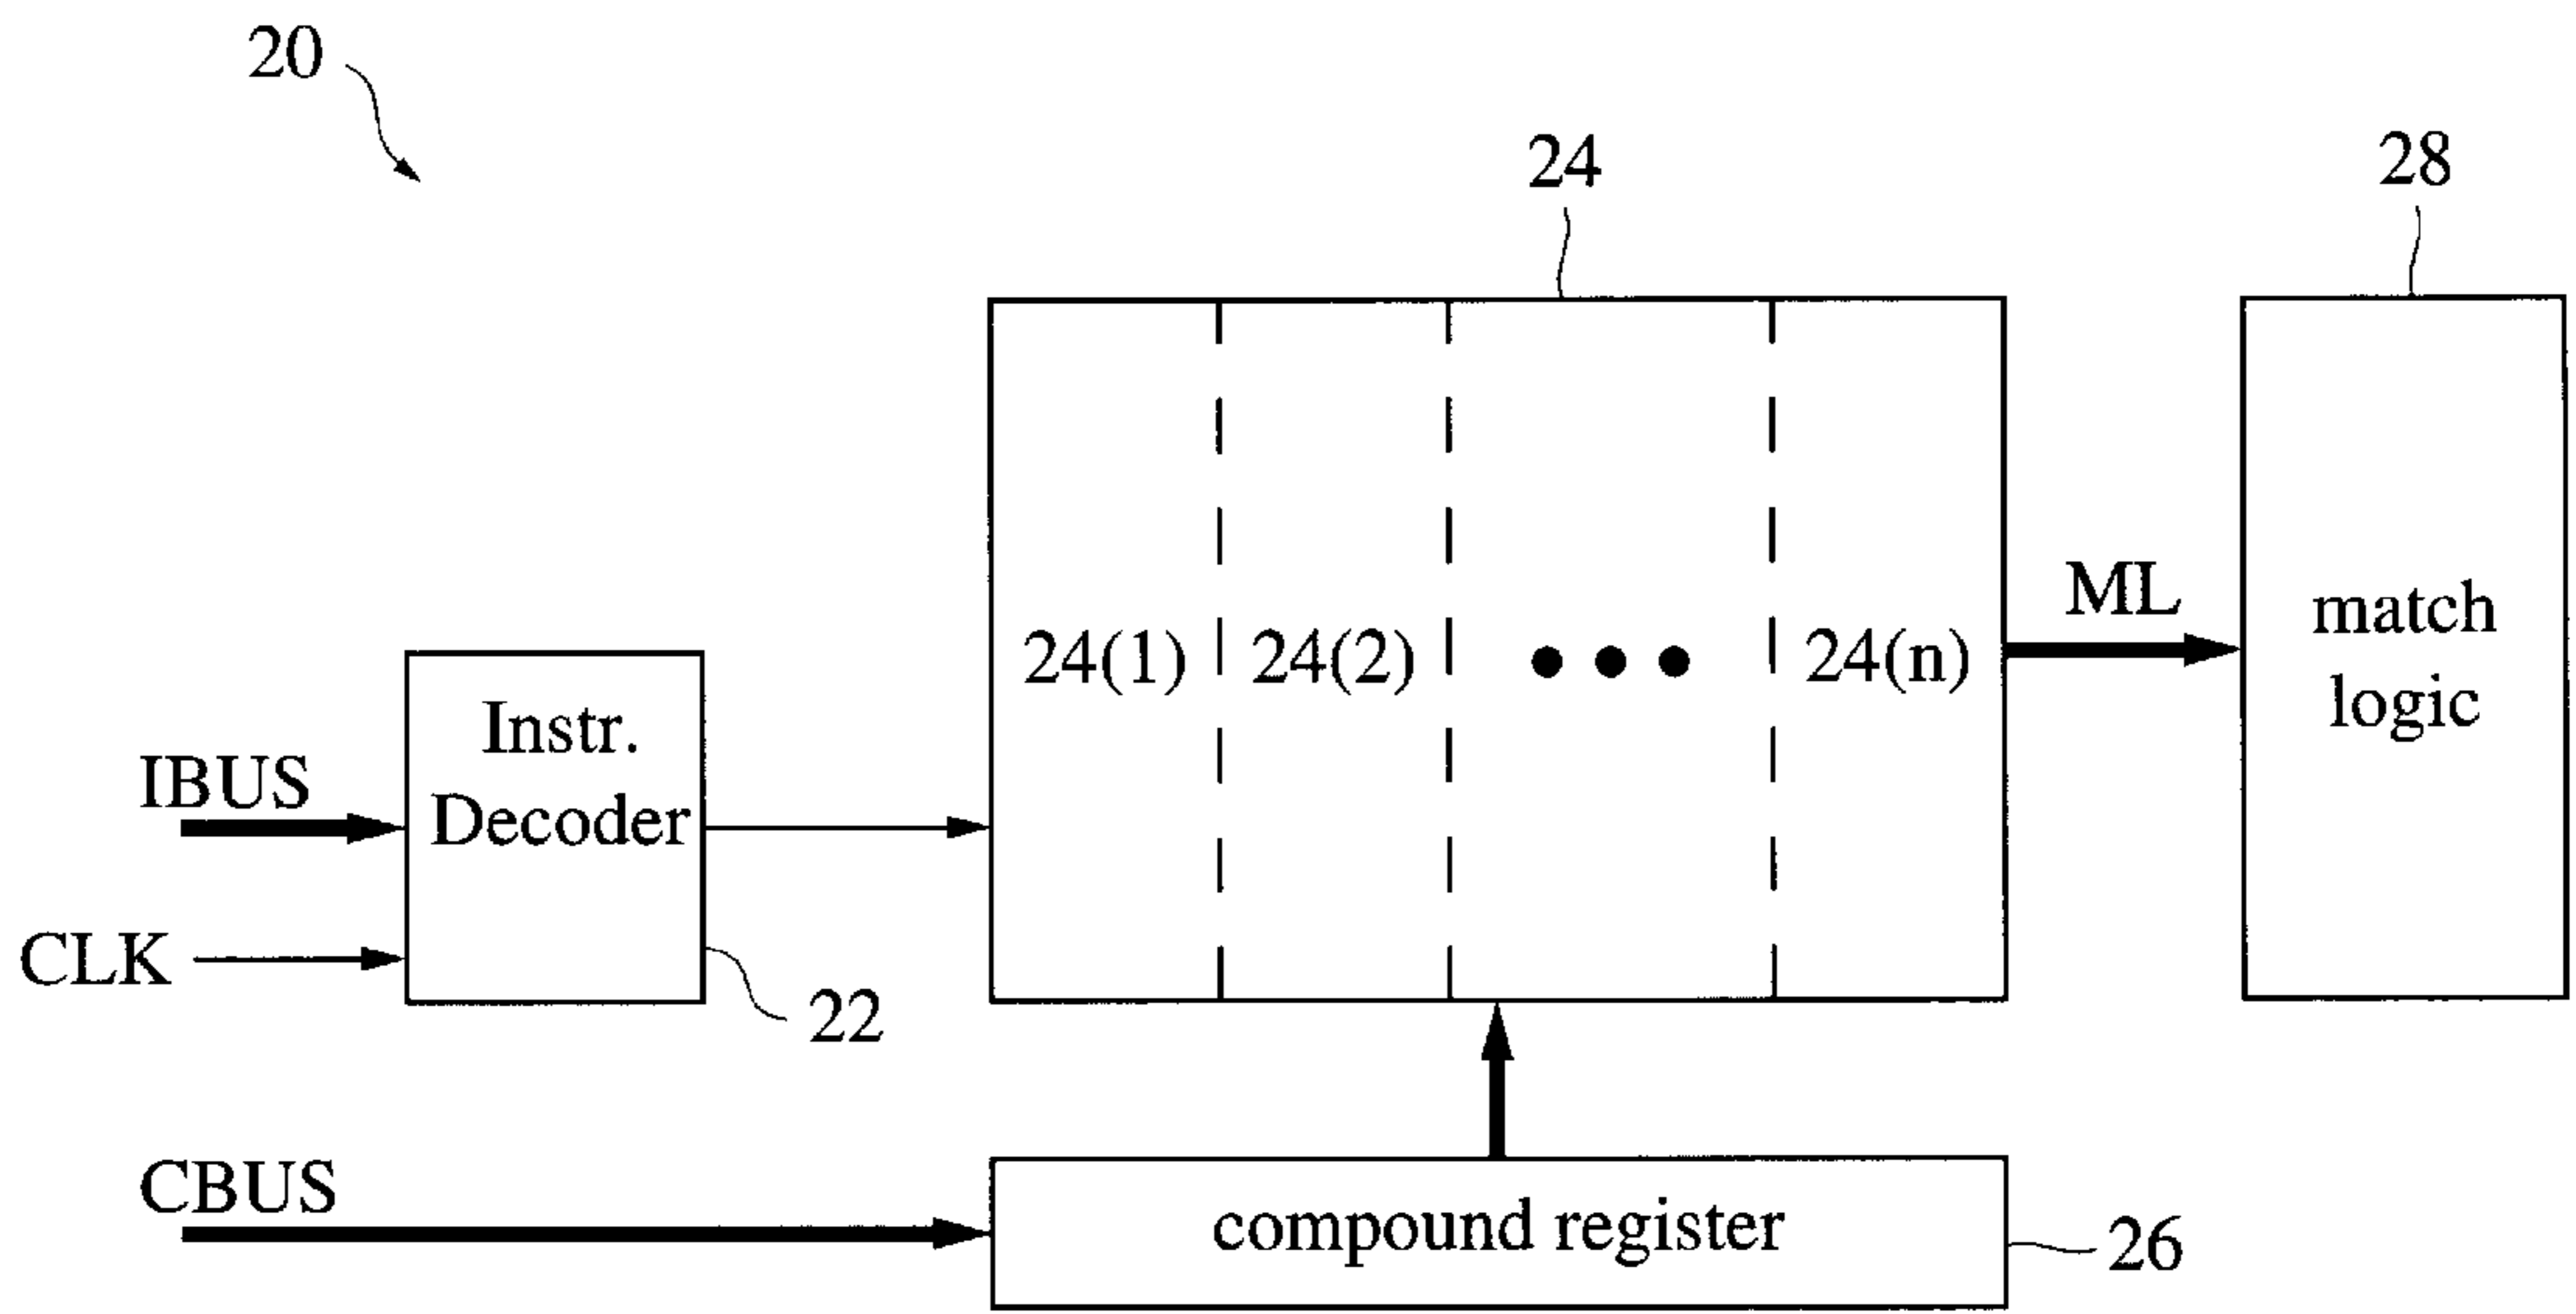 20
24
28
24(1)
24(2)
24(n)
ML
match
logic
Instr.
Decoder
IBUS
CLK
22
CBUS
compound register
26